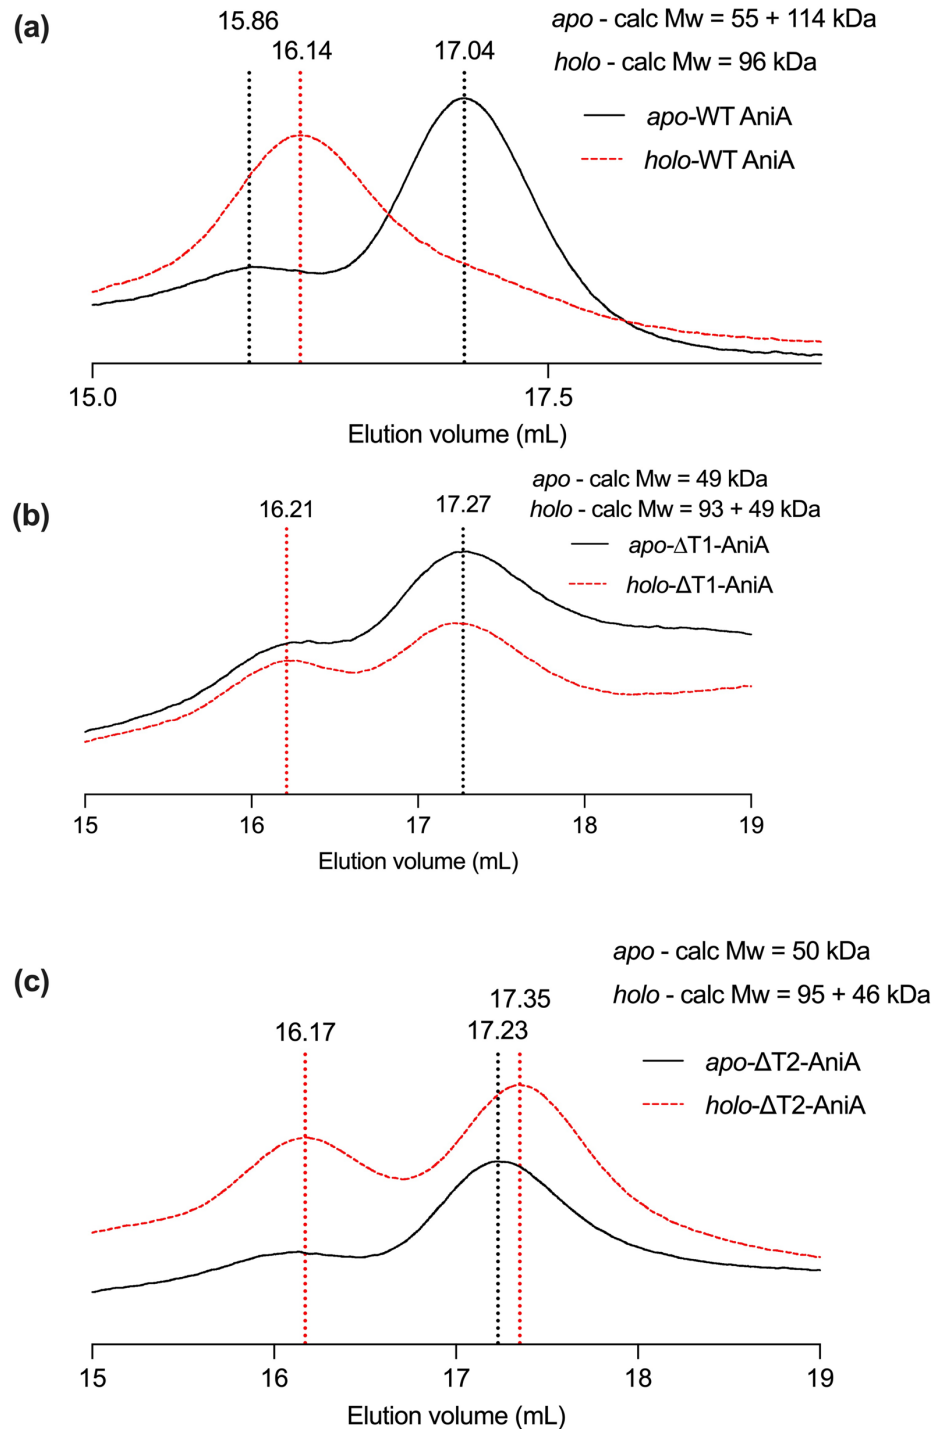 (a)
15.86
16.14
17.04
apo - calc Mw = 55 + 114 kDa
holo - calc Mw = 96 kDa
apo-WT AniA
holo-WT AniA
15.0
17.5
Elution volume (mL)
(b)
16.21
17.27
apo - calc Mw = 49 kDa
holo - calc Mw = 93 + 49 kDa
apo-ΔT1-AniA
holo-ΔT1-AniA
15
16
17
18
19
Elution volume (mL)
(c)
16.17
17.35
17.23
apo - calc Mw = 50 kDa
holo - calc Mw = 95 + 46 kDa
apo-ΔT2-AniA
holo-ΔT2-AniA
15
16
17
18
19
Elution volume (mL)